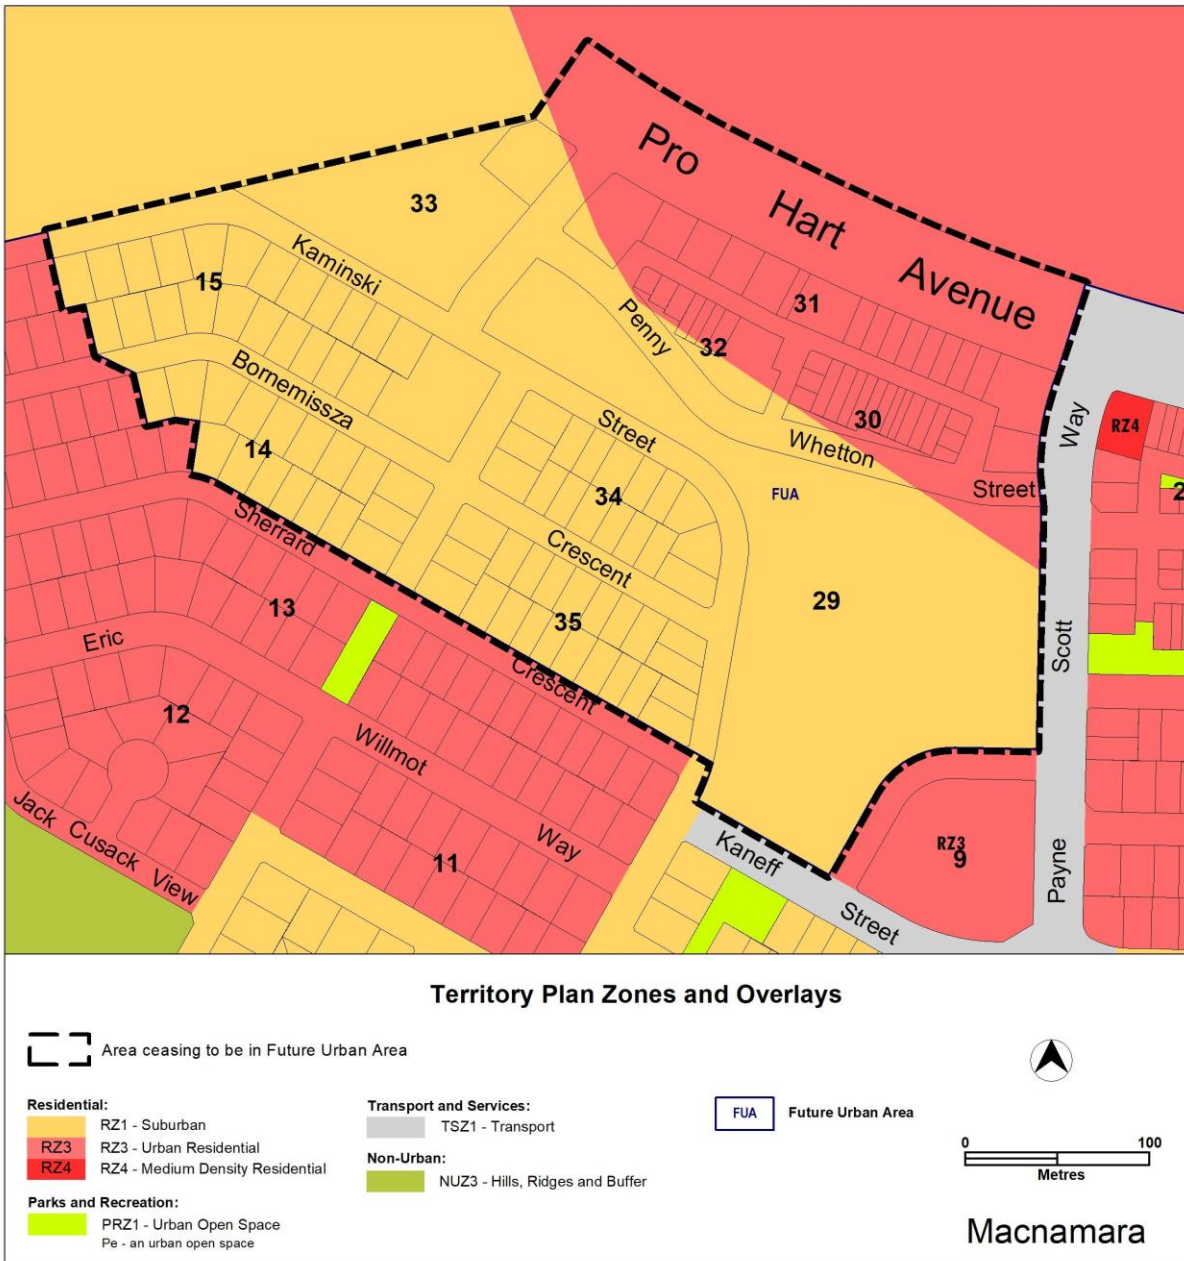 Pro
Hart
Avenue
33
Kaminski
15
31
Penny
32
Bornemissza
Way
RZ4
Street
30
14
Whetton
34
FUA
Street
2
Sherrard
Crescent
13
29
35
Eric
Scott
Crescent
12
Willmot
Jack Cusack View
Way
11
Kaneff
RZ3
9
Payne
Street
Territory Plan Zones and Overlays
Area ceasing to be in Future Urban Area
Residential:
RZ1 - Suburban
RZ3 RZ3 - Urban Residential
RZ4 RZ4 - Medium Density Residential
Parks and Recreation:
PRZ1 - Urban Open Space
Pe - an urban open space
Transport and Services:
TSZ1 - Transport
Non-Urban:
NUZ3 - Hills, Ridges and Buffer
FUA Future Urban Area
0 100
Metres
Macnamara